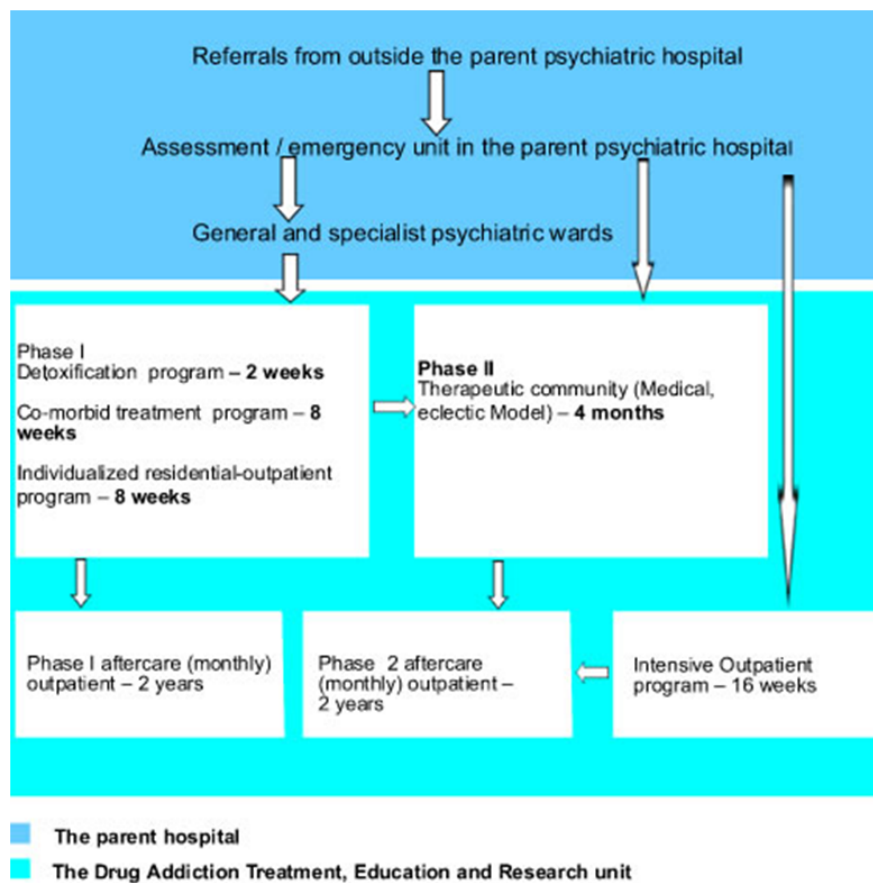 Referrals from outside the parent psychiatric hospital
Assessment / emergency unit in the parent psychiatric hospital
General and specialist psychiatric wards
Phase I
Detoxification program – 2 weeks
Co-morbid treatment program – 8
weeks
Individualized residential-outpatient
program – 8 weeks
Phase II
Therapeutic community (Medical,
eclectic Model) – 4 months
Phase I aftercare (monthly)
outpatient – 2 years
Phase 2 aftercare
(monthly) outpatient –
2 years
Intensive Outpatient
program – 16 weeks
The parent hospital
The Drug Addiction Treatment, Education and Research unit